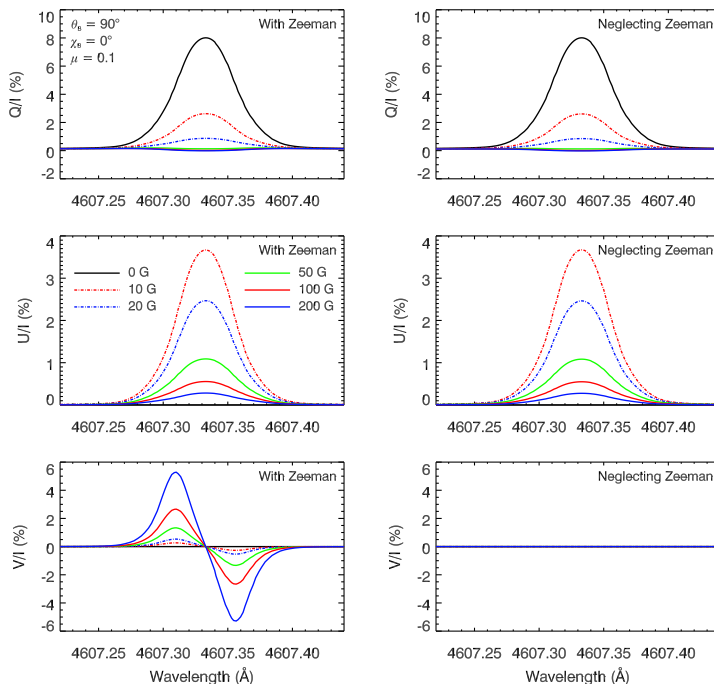 θB = 90°
χB = 0°
μ = 0.1
With Zeeman
Q/I (%)
10
8
6
4
2
0
-2
4607.25 4607.30 4607.35 4607.40
Neglecting Zeeman
Q/I (%)
10
8
6
4
2
0
-2
4607.25 4607.30 4607.35 4607.40
With Zeeman
0 G
10 G
20 G
50 G
100 G
200 G
U/I (%)
4
3
2
1
0
4607.25 4607.30 4607.35 4607.40
Neglecting Zeeman
U/I (%)
4
3
2
1
0
4607.25 4607.30 4607.35 4607.40
With Zeeman
V/I (%)
6
4
2
0
-2
-4
-6
4607.25 4607.30 4607.35 4607.40
Wavelength (Å)
Neglecting Zeeman
V/I (%)
6
4
2
0
-2
-4
-6
4607.25 4607.30 4607.35 4607.40
Wavelength (Å)